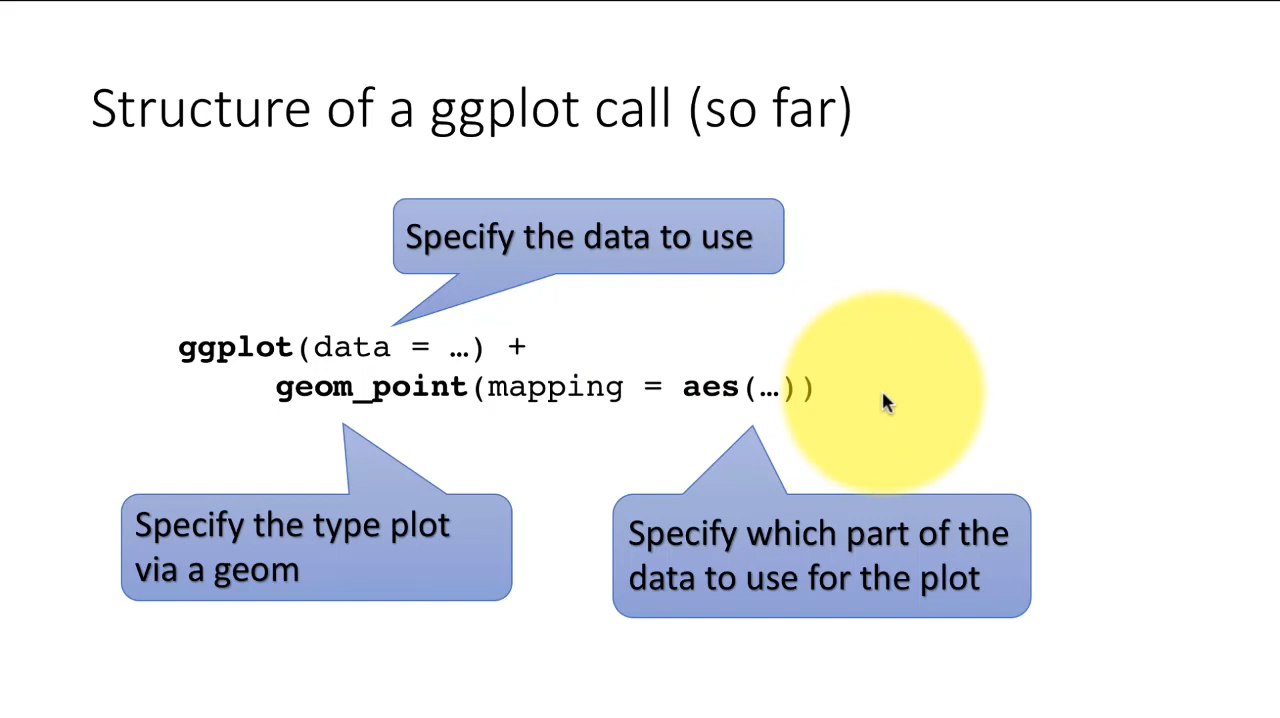 Structure of a ggplot call (so far)
Specify the data to use
ggplot(data = …) +
geom_point(mapping = aes(…))
Specify the type plot
via a geom
Specify which part of the
data to use for the plot